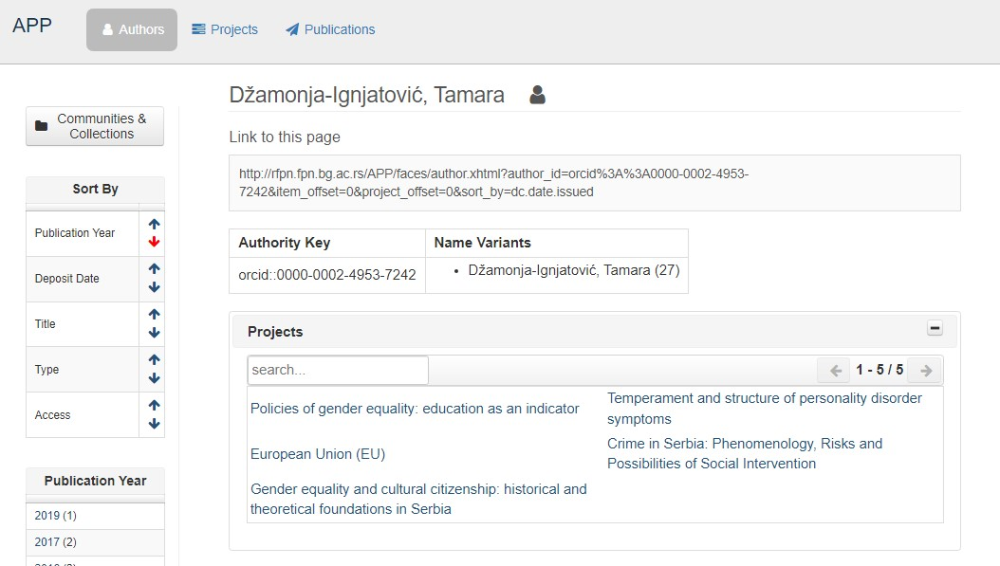 APP
Authors
Projects
Publications
Communities &
Collections
Sort By
Publication Year
Deposit Date
Title
Type
Access
Publication Year
2019 (1)
2017 (2)
Džamonja-Ignjatović, Tamara
Link to this page
http://rfpn.fpn.bg.ac.rs/APP/faces/author.xhtml?author_id=orcid%3A%3A0000-0002-4953-
7242&item_offset=0&project_offset=0&sort_by=dc.date.issued
Authority Key
Name Variants
orcid::0000-0002-4953-7242
• Džamonja-Ignjatović, Tamara (27)
Projects
search...
1 - 5 / 5
Policies of gender equality: education as an indicator
Temperament and structure of personality disorder
symptoms
European Union (EU)
Crime in Serbia: Phenomenology, Risks and
Possibilities of Social Intervention
Gender equality and cultural citizenship: historical and
theoretical foundations in Serbia